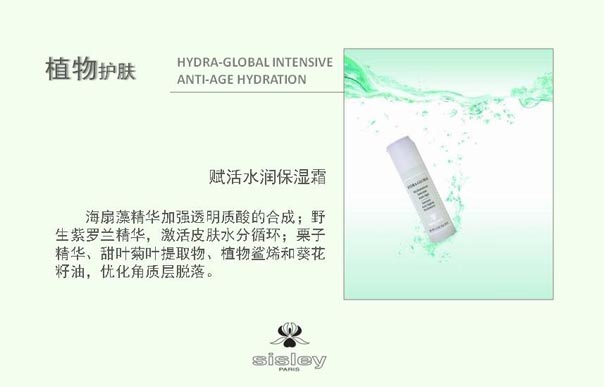 植物护肤
HYDRA-GLOBAL INTENSIVE
ANTI-AGE HYDRATION
赋活水润保湿霜
海扇藻精华加强透明质酸的合成；野
生紫罗兰精华，激活皮肤水分循环；栗子
精华、甜叶菊叶提取物、植物鲨烯和葵花
籽油，优化角质层脱落。
sisley
PARIS